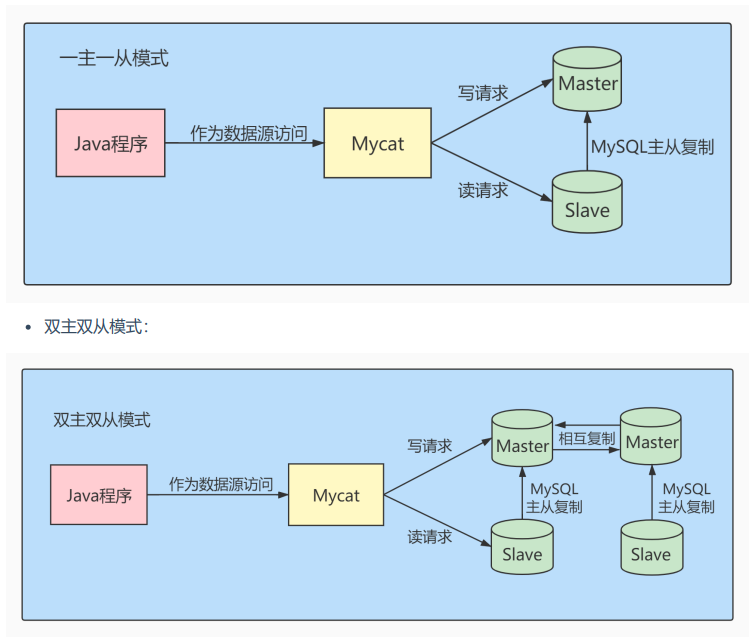 一主一从模式
Java程序
作为数据源访问
Mycat
写请求
读请求
Master
MySQL主从复制
Slave
• 双主双从模式：
双主双从模式
Java程序
作为数据源访问
Mycat
写请求
读请求
Master
相互复制
Master
MySQL
主从复制
MySQL
主从复制
Slave
Slave